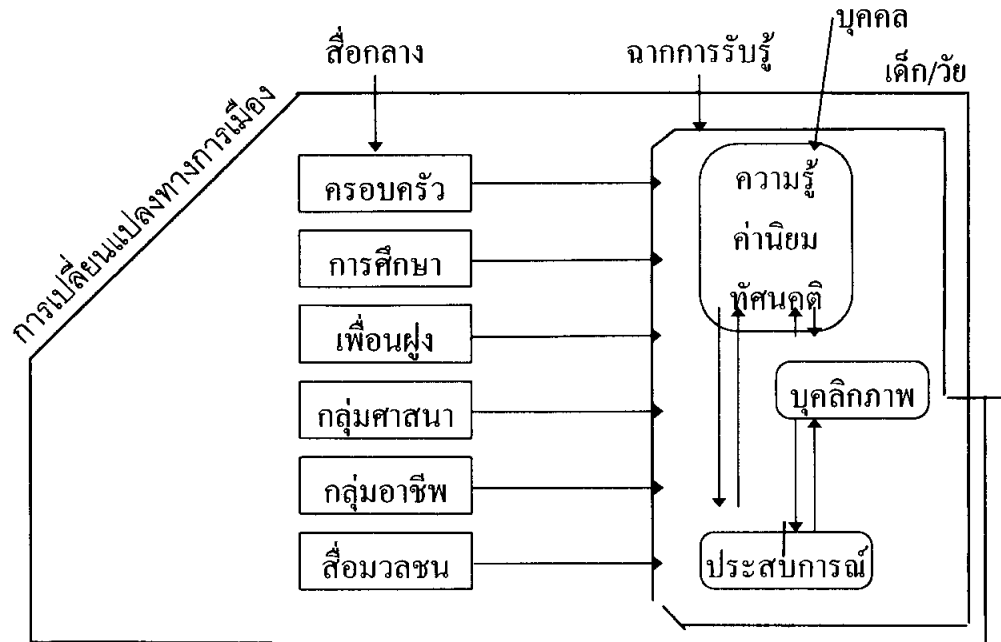 บุคคล
สื่อกลาง
ฉากการรับรู้
เด็ก/วัย
การเปลี่ยนแปลงทางการเมือง
ครอบครัว
การศึกษา
เพื่อนฝูง
กลุ่มศาสนา
กลุ่มอาชีพ
สื่อมวลชน
ความรู้
ค่านิยม
ทัศนคติ
บุคลิกภาพ
ประสบการณ์